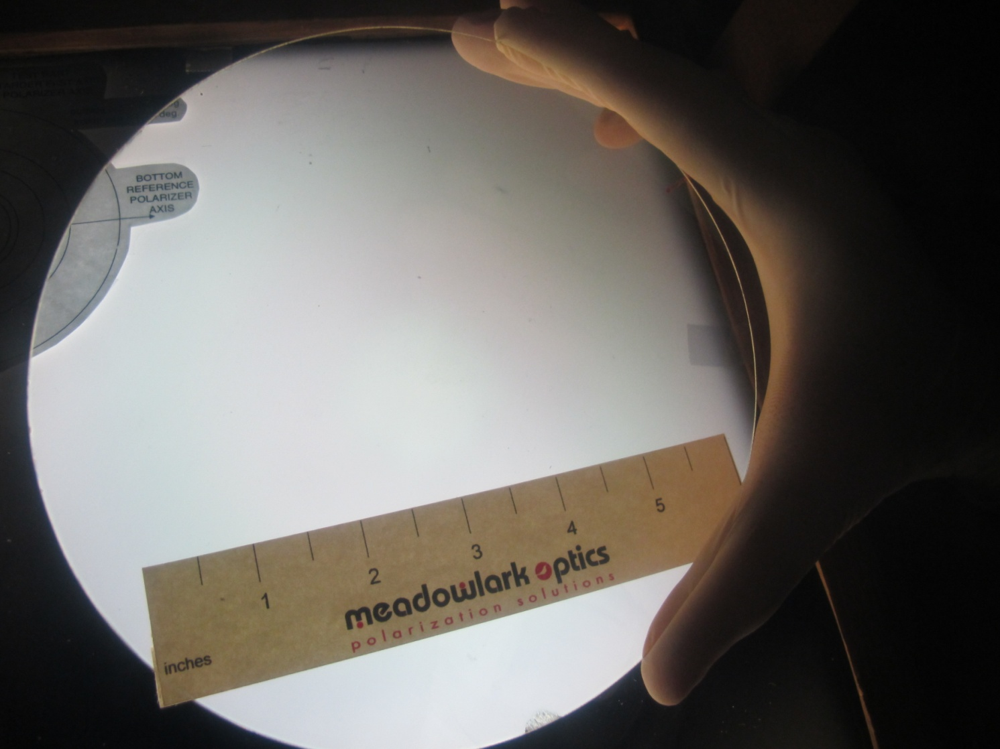 deg
BOTTOM
REFERENCE
POLARIZER
AXIS
1 2 3 4 5
meadowlark optics
polarization solutions
inches